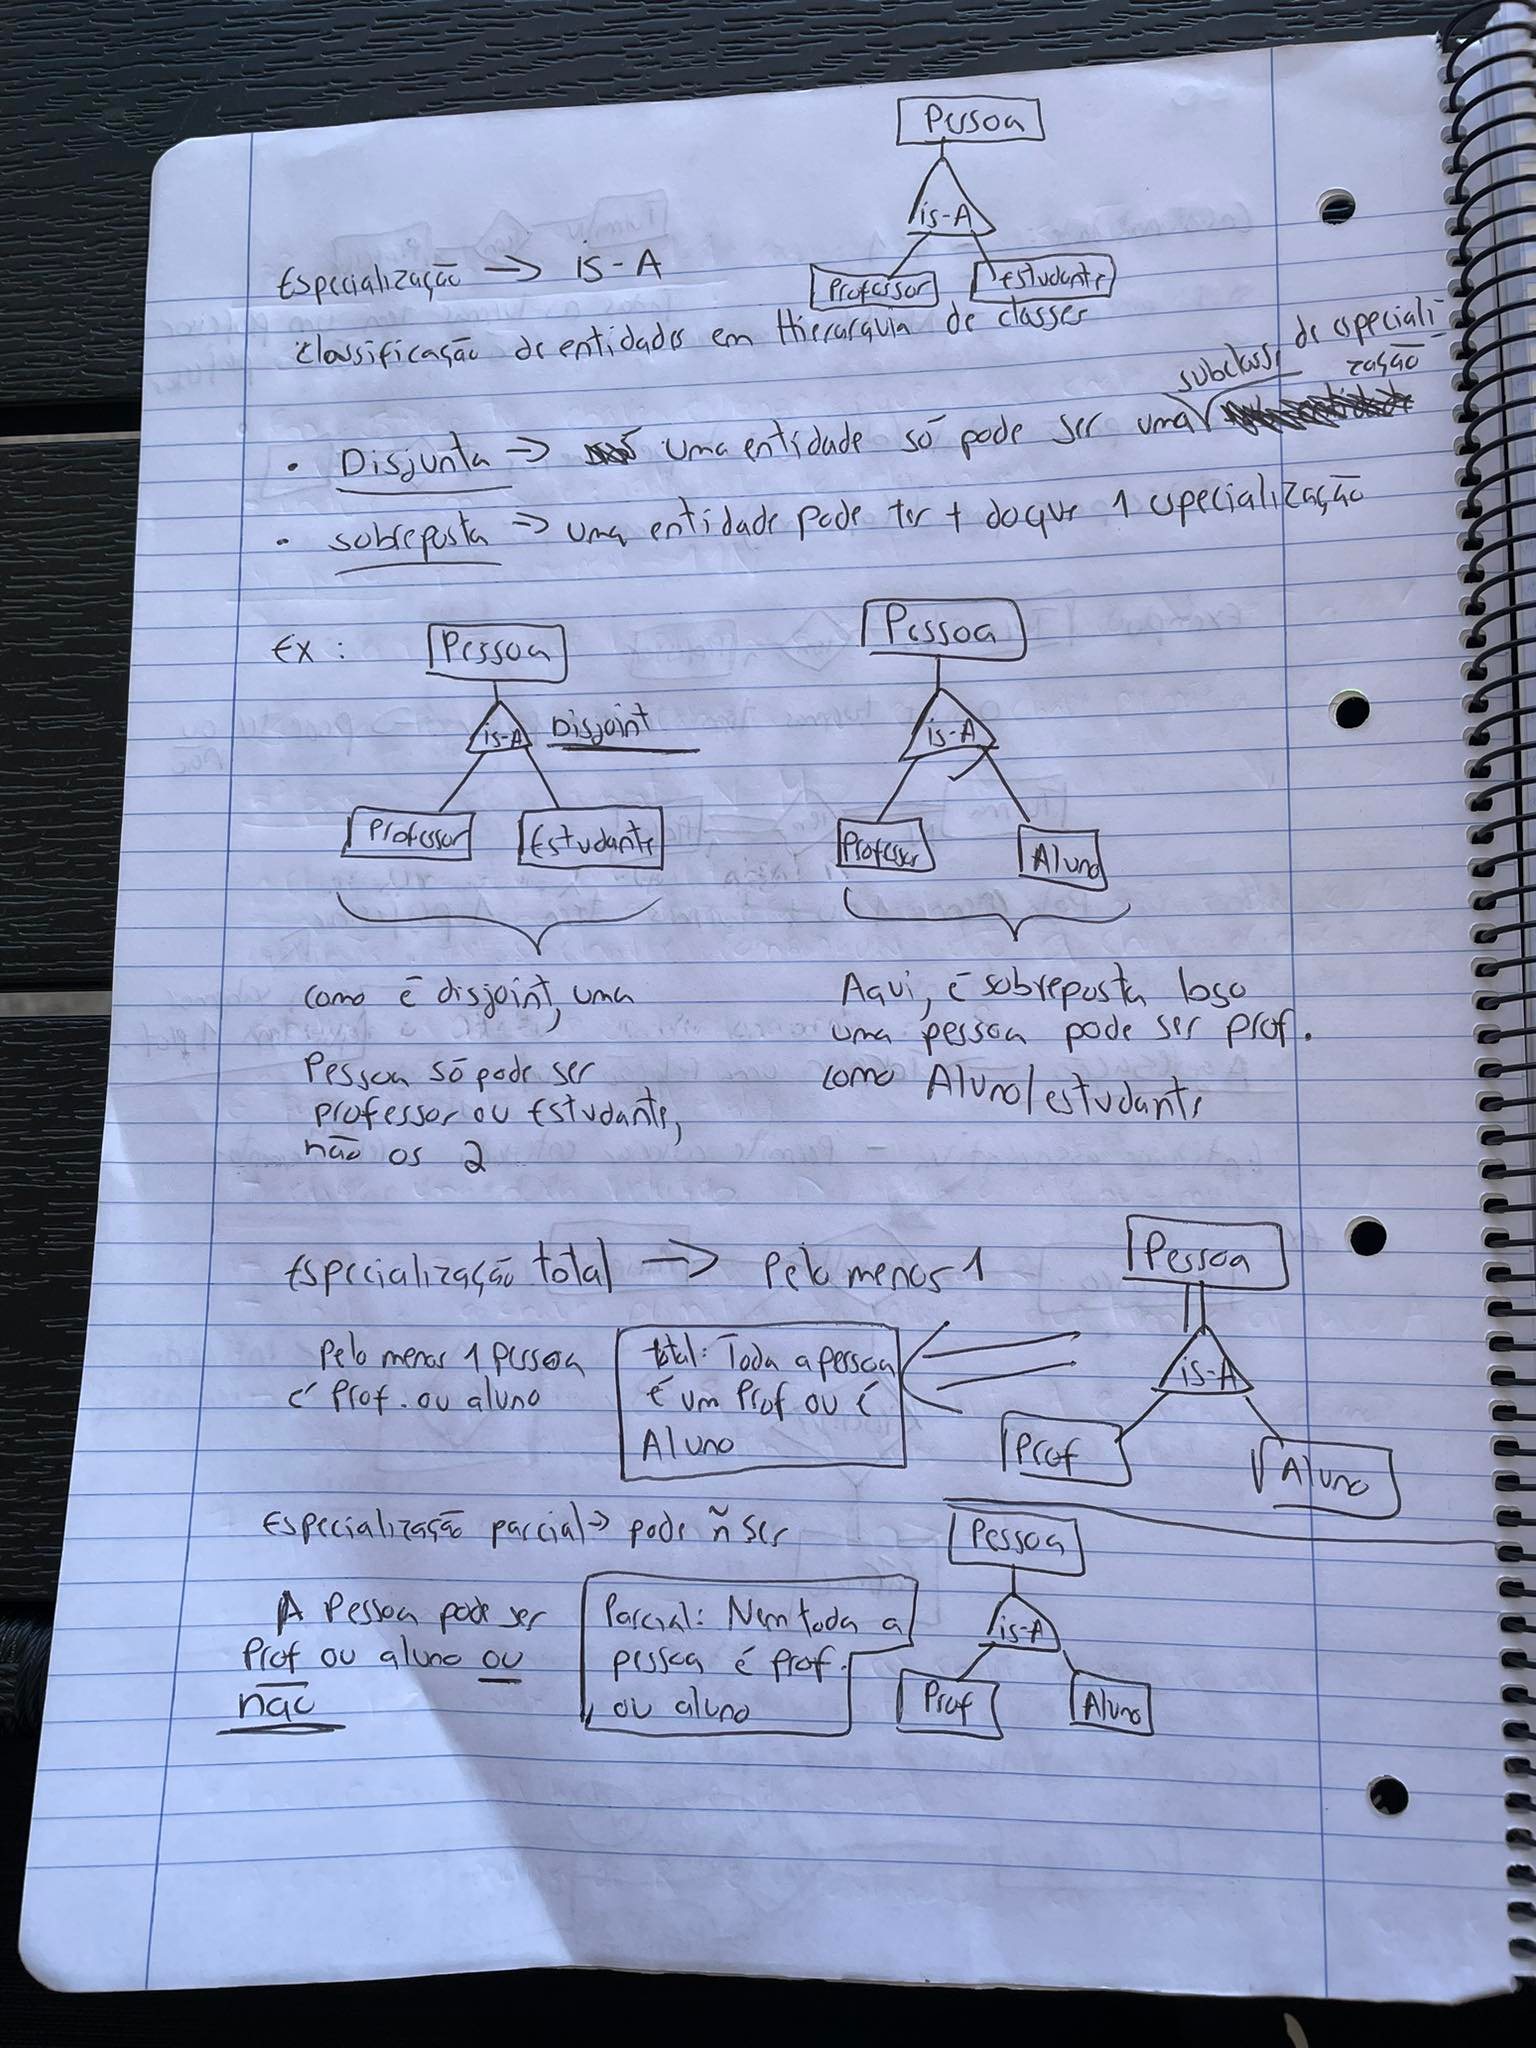 Pessoa
is-A
Professor Estudante
Especialização -> is-A
Classificação de entidades em Hierarquia de classes
subclasse de especiali-
zação
• Disjunta -> uma entidade só pode ser uma
• sobreposta -> uma entidade pode ter + do que 1 especialização
Ex: Pessoa Pessoa
is-A Disjoint is-A
Professor Estudante Professor Aluno
Como é disjoint, uma
Pessoa só pode ser
professor ou Estudante,
não os 2
Aqui, é sobreposta logo
uma pessoa pode ser prof.
como Aluno/estudante
Especialização total -> Pelo menos 1
Pelo menos 1 pessoa
é Prof. ou aluno
total: Toda a pessoa
é um Prof ou é
Aluno
Pessoa
is-A
Prof Aluno
Especialização parcial -> pode ñ ser
A Pessoa pode ser
Prof ou aluno ou
não
Parcial: Nem toda a
pessoa é prof.
ou aluno
Pessoa
is-A
Prof Aluno